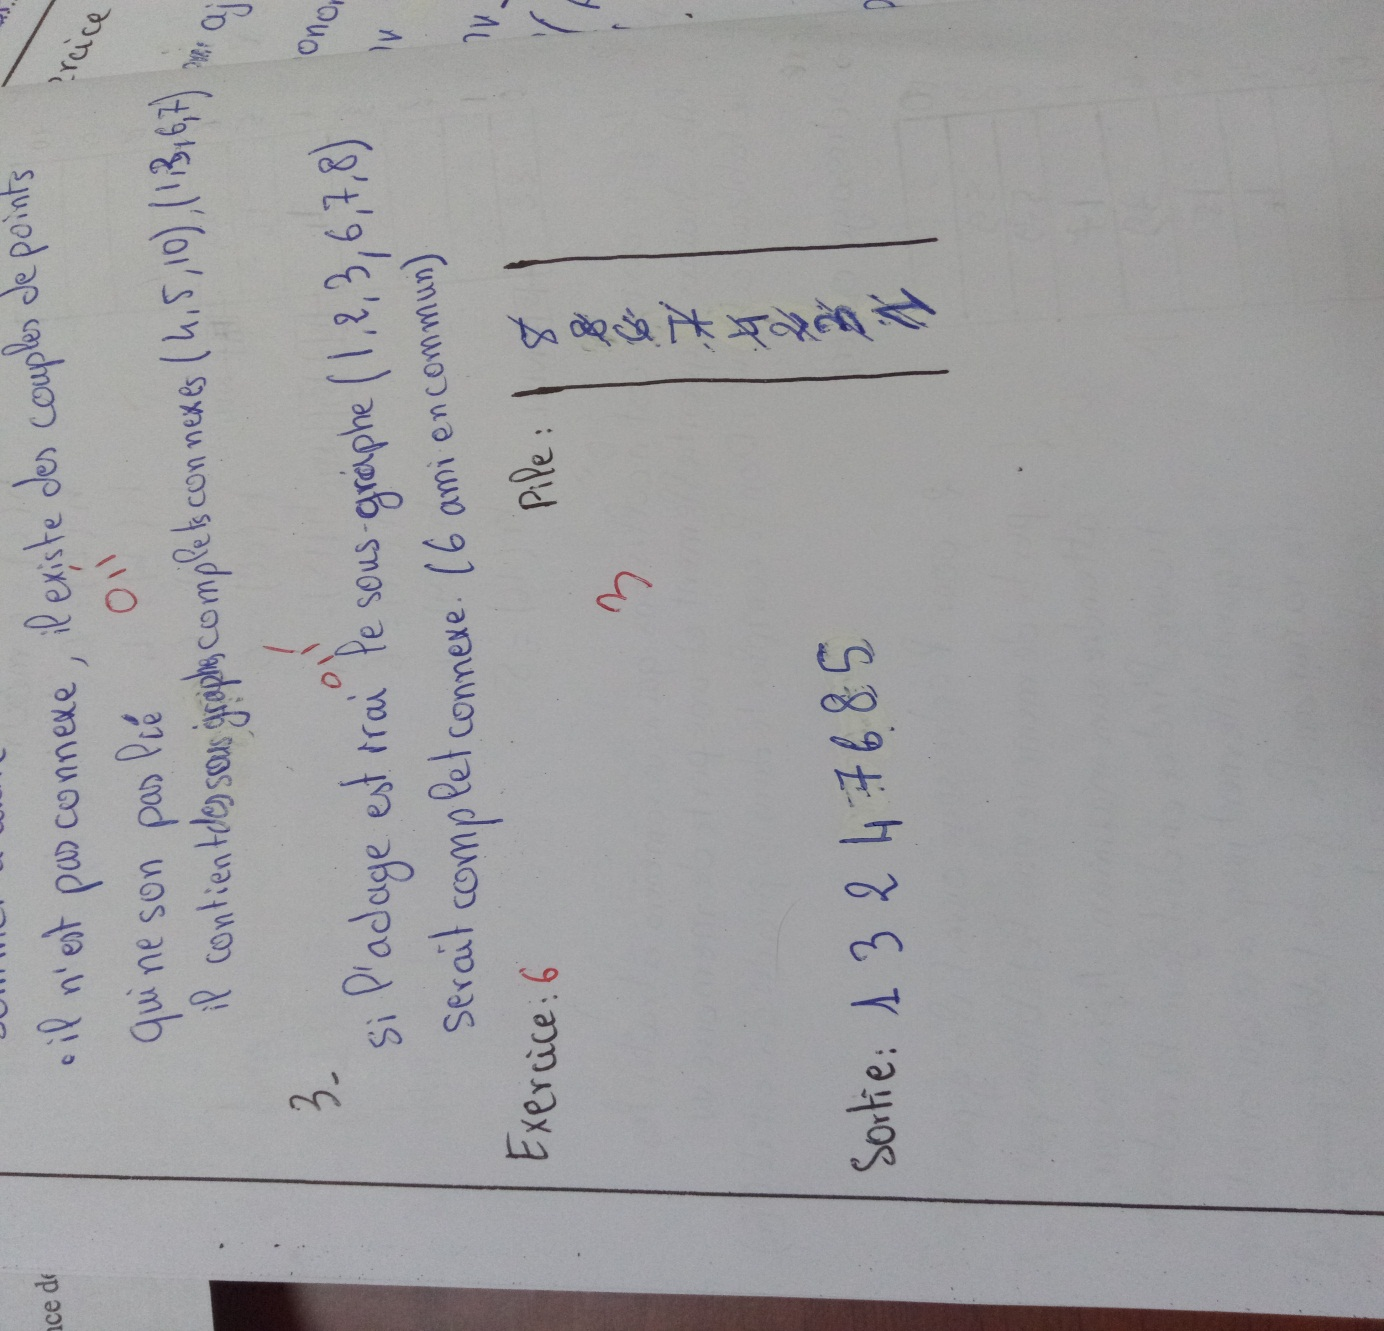 . il n'est pas connexe, il existe des couples de points
qui ne son pas lié
oui
il contient des sous graphes complets connexes (4,5,10), (1,3,6,7)
3-
oui
si l'adage est vrai le sous-graphe (1,2,3,6,7,8)
serait complet connexe. (6 ami en commun)
Exercice: 6
Pile:
3
Sortie: 1 3 2 4 7 6 8 5
rcice